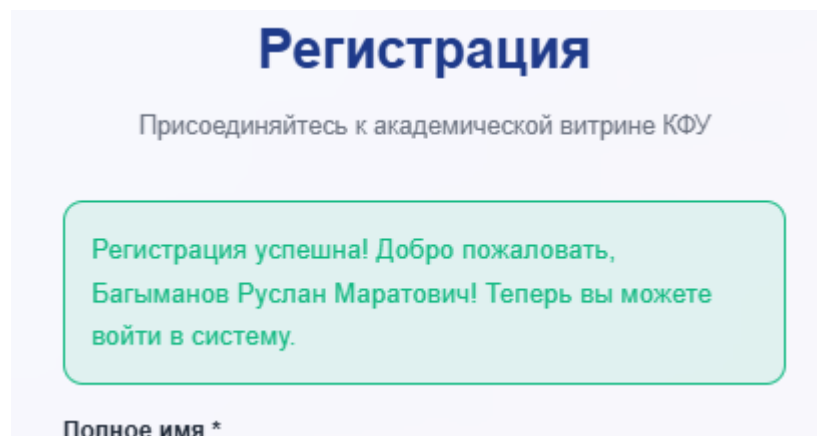 Регистрация
Присоединяйтесь к академической витрине КФУ
Регистрация успешна! Добро пожаловать,
Багыманов Руслан Маратович! Теперь вы можете
войти в систему.
Полное имя *